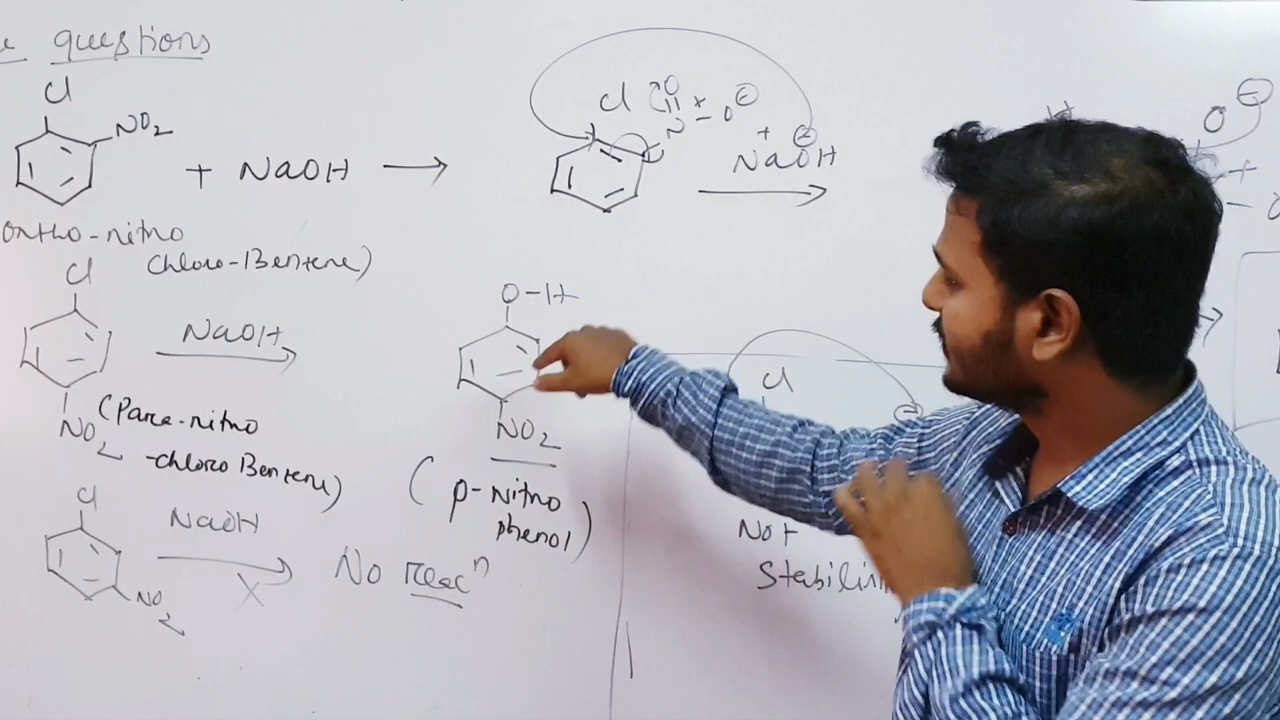 questions
Cl
NO2
+ NaOH
ortho-nitro
chloro-Benzene)
Cl
NaOH
NO2
(Para-nitro
-chloro Benzene)
Cl
NaOH
X
NO2
No Reacn
O-H
NO2
(p-nitro
phenol)
Cl
O
+
N - O
+
NaOH
Cl
Not
O
+